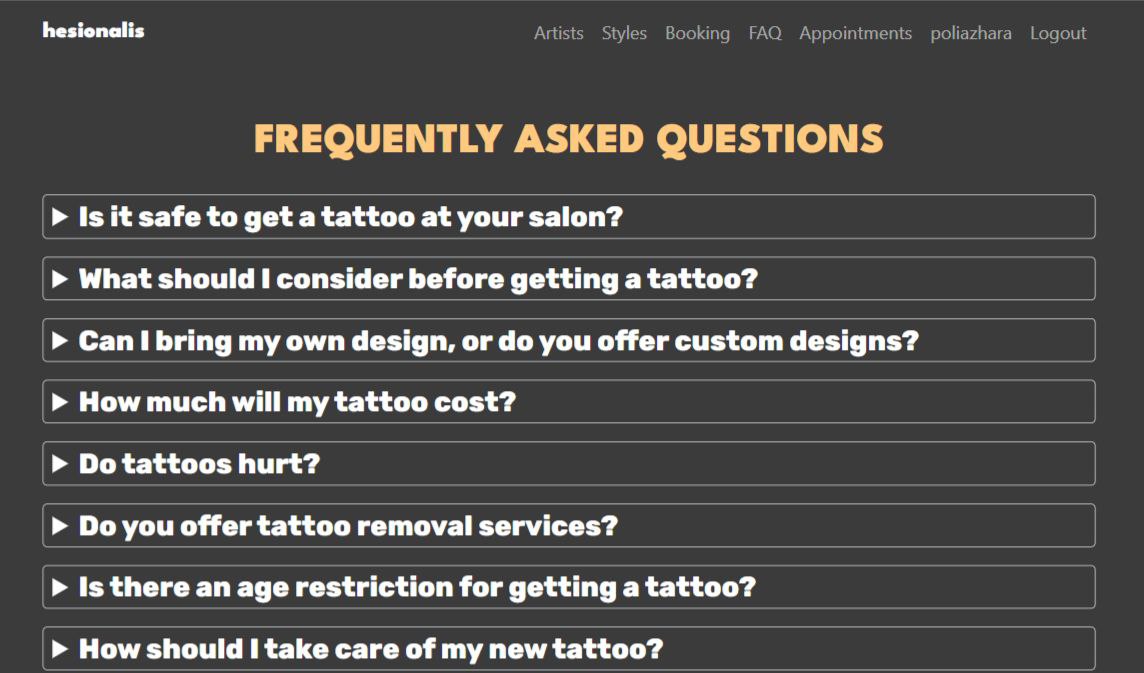 hesionalis
Artists Styles Booking FAQ Appointments poliazhara Logout
FREQUENTLY ASKED QUESTIONS
Is it safe to get a tattoo at your salon?
What should I consider before getting a tattoo?
Can I bring my own design, or do you offer custom designs?
How much will my tattoo cost?
Do tattoos hurt?
Do you offer tattoo removal services?
Is there an age restriction for getting a tattoo?
How should I take care of my new tattoo?